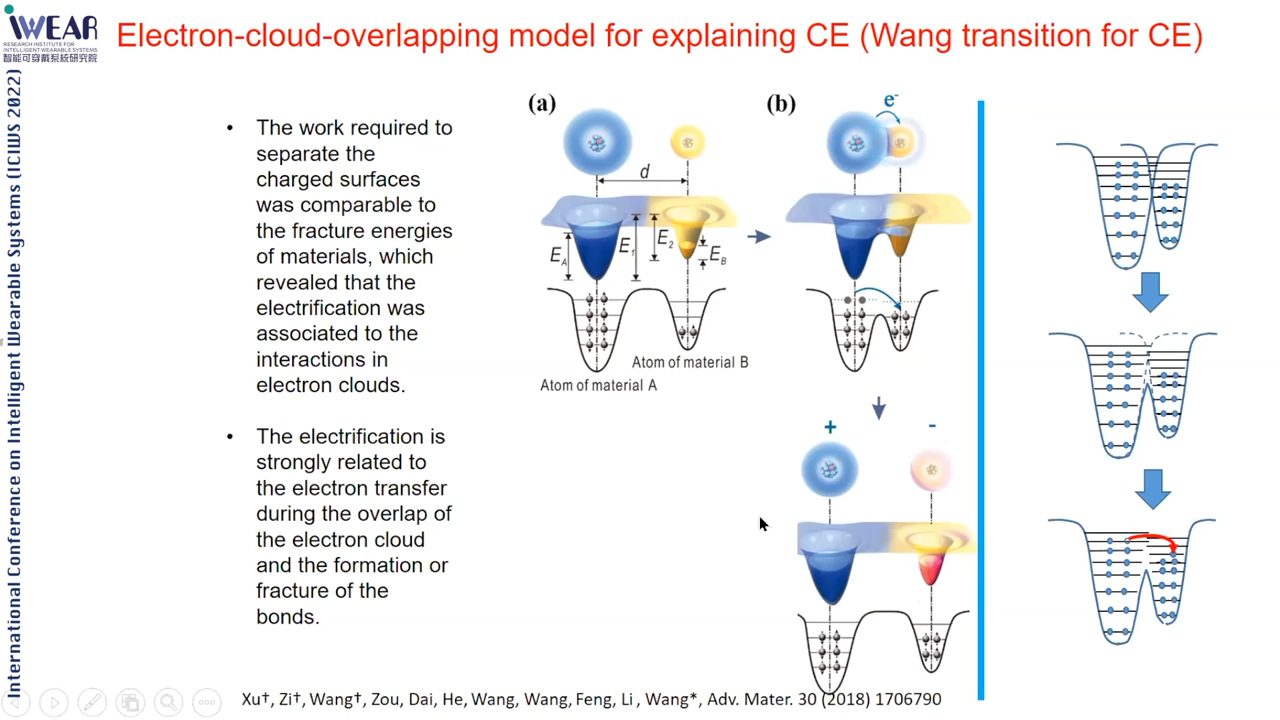 iWEAR
RESEARCH INSTITUTE FOR
INTELLIGENT WEARABLE SYSTEMS
智能可穿戴系統研究院
International Conference on Intelligent Wearable Systems (ICIWS 2022)
Electron-cloud-overlapping model for explaining CE (Wang transition for CE)
• The work required to
separate the
charged surfaces
was comparable to
the fracture energies
of materials, which
revealed that the
electrification was
associated to the
interactions in
electron clouds.
• The electrification is
strongly related to
the electron transfer
during the overlap of
the electron cloud
and the formation or
fracture of the
bonds.
(a)
d
E_A
E_1
E_2
E_B
Atom of material B
Atom of material A
(b)
e⁻
+
-
Xu†, Zi†, Wang†, Zou, Dai, He, Wang, Wang, Feng, Li , Wang*, Adv. Mater. 30 (2018) 1706790